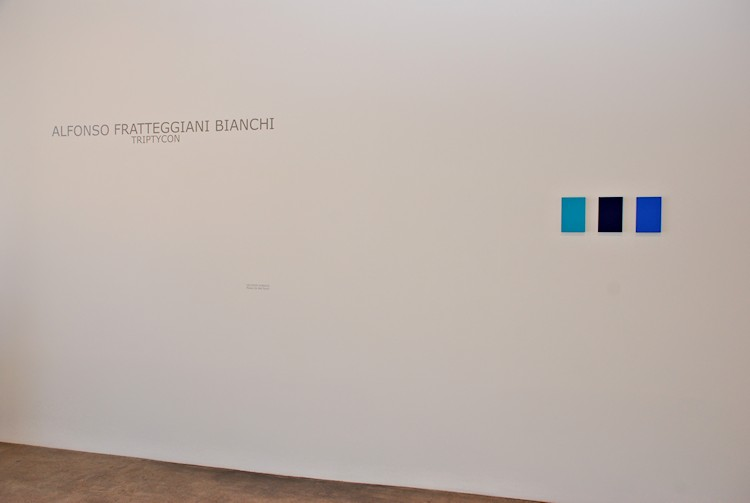 ALFONSO FRATTEGGIANI BIANCHI
TRIPTYCON